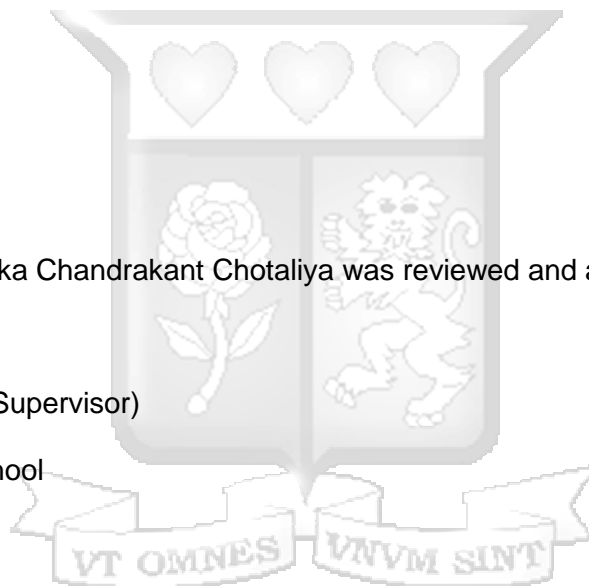 ka Chandrakant Chotaliya was reviewed and a
Supervisor)
hool
VT OMNES VNVM SINT